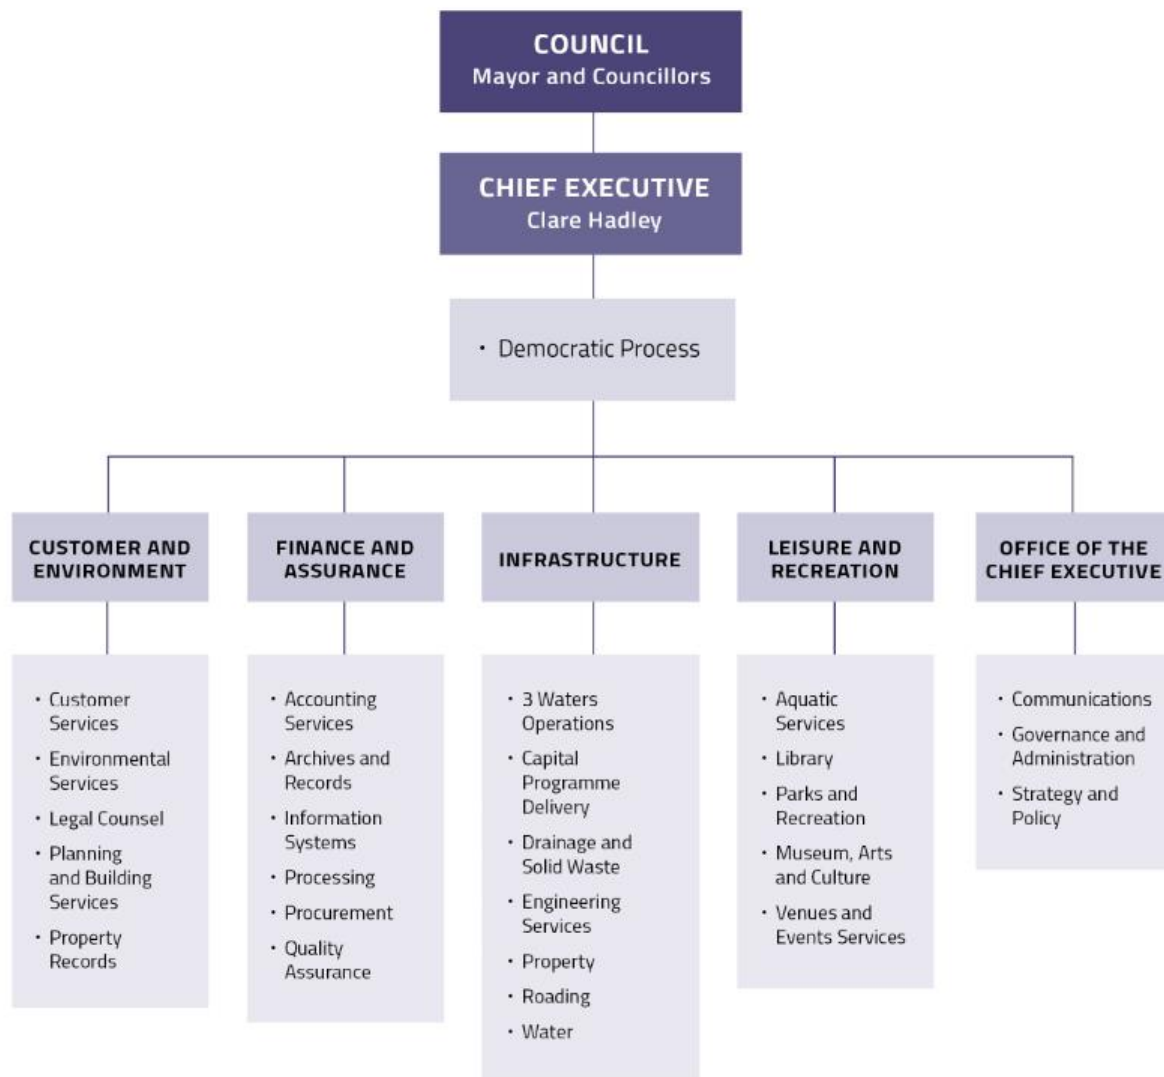 COUNCIL
Mayor and Councillors
CHIEF EXECUTIVE
Clare Hadley
• Democratic Process
CUSTOMER AND
ENVIRONMENT
• Customer
Services
• Environmental
Services
• Legal Counsel
• Planning
and Building
Services
• Property
Records
FINANCE AND
ASSURANCE
• Accounting
Services
• Archives and
Records
• Information
Systems
• Processing
• Procurement
• Quality
Assurance
INFRASTRUCTURE
• 3 Waters
Operations
• Capital
Programme
Delivery
• Drainage and
Solid Waste
• Engineering
Services
• Property
• Roading
• Water
LEISURE AND
RECREATION
• Aquatic
Services
• Library
• Parks and
Recreation
• Museum, Arts
and Culture
• Venues and
Events Services
OFFICE OF THE
CHIEF EXECUTIVE
• Communications
• Governance and
Administration
• Strategy and
Policy